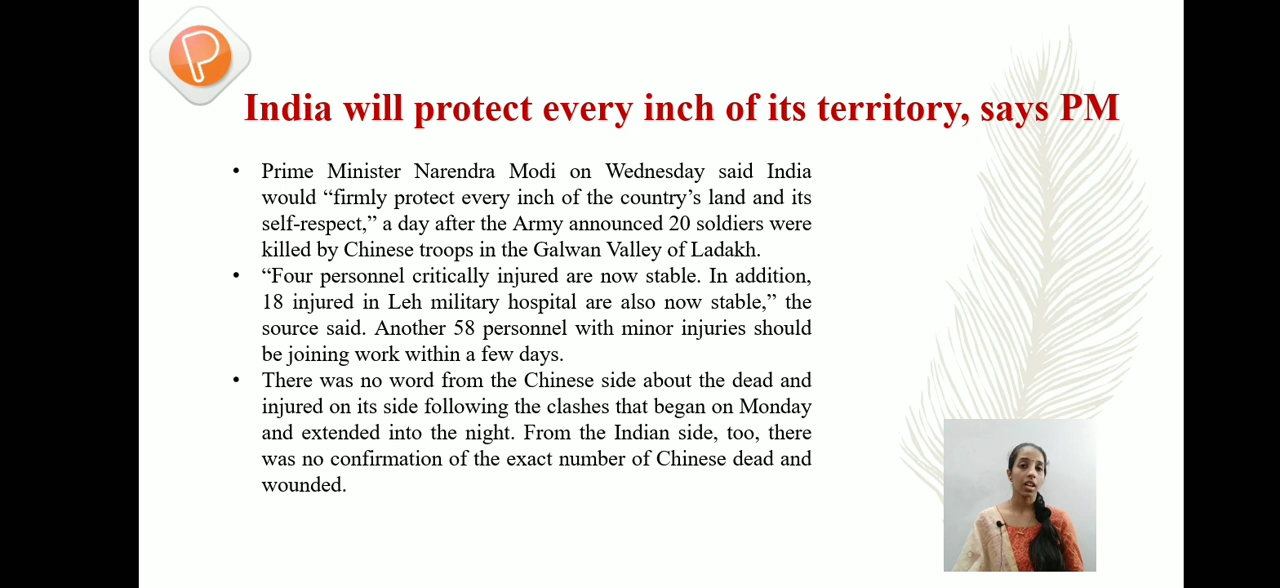 P
India will protect every inch of its territory, says PM
• Prime Minister Narendra Modi on Wednesday said India
would “firmly protect every inch of the country’s land and its
self-respect,” a day after the Army announced 20 soldiers were
killed by Chinese troops in the Galwan Valley of Ladakh.
• “Four personnel critically injured are now stable. In addition,
18 injured in Leh military hospital are also now stable,” the
source said. Another 58 personnel with minor injuries should
be joining work within a few days.
• There was no word from the Chinese side about the dead and
injured on its side following the clashes that began on Monday
and extended into the night. From the Indian side, too, there
was no confirmation of the exact number of Chinese dead and
wounded.